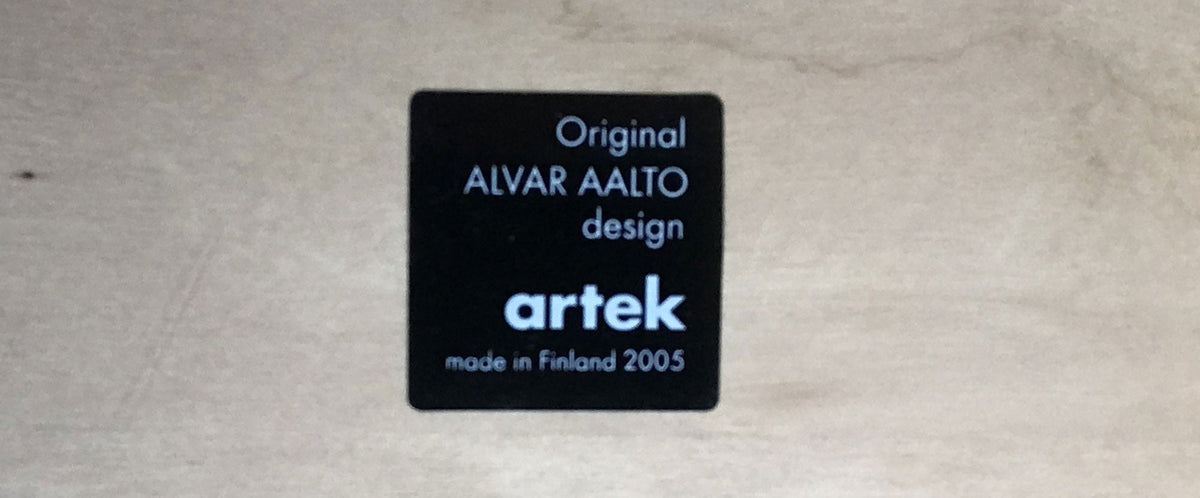 Original
ALVAR AALTO
design
artek
made in Finland 2005